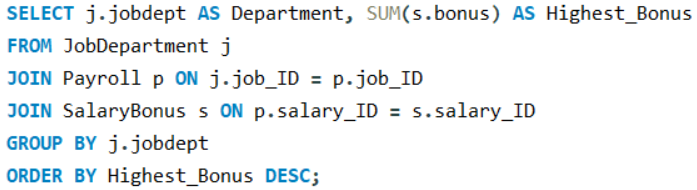 SELECT j.jobdept AS Department, SUM(s.bonus) AS Highest_Bonus
FROM JobDepartment j
JOIN Payroll p ON j.job_ID = p.job_ID
JOIN SalaryBonus s ON p.salary_ID = s.salary_ID
GROUP BY j.jobdept
ORDER BY Highest_Bonus DESC;